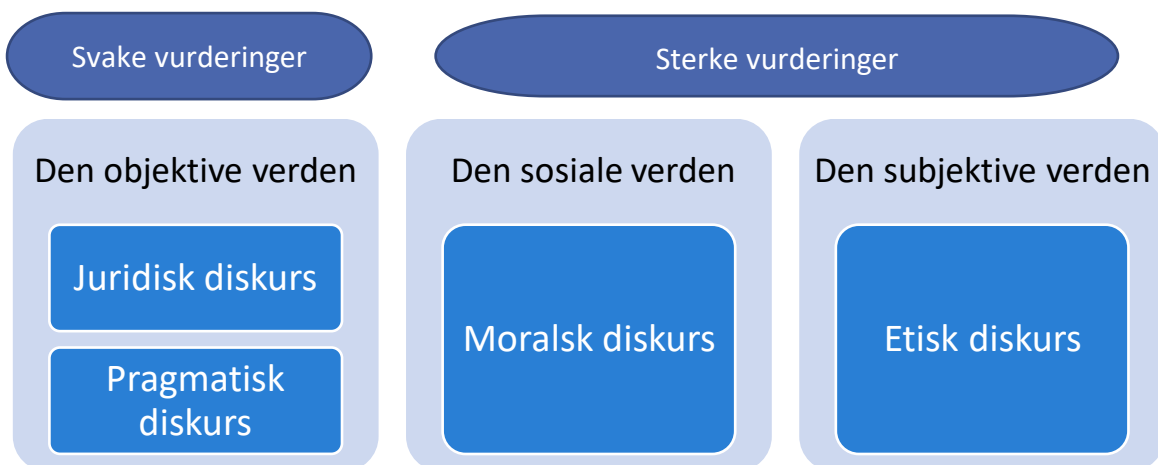 Svake vurderinger
Sterke vurderinger
Den objektive verden
Juridisk diskurs
Pragmatisk
diskurs
Den sosiale verden
Moralsk diskurs
Den subjektive verden
Etisk diskurs